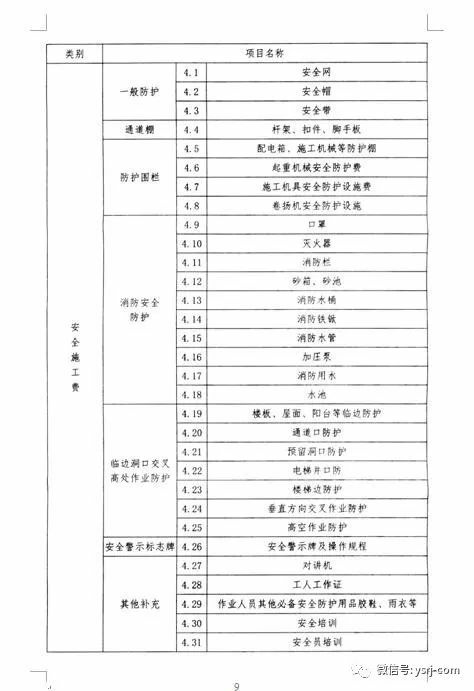 类别 项目名称
安全施工费
一般防护
4.1 安全网
4.2 安全帽
4.3 安全带
通道棚 4.4 杆架、扣件、脚手板
防护围栏
4.5 配电箱、施工机械等防护棚
4.6 起重机械安全防护费
4.7 施工机具安全防护设施费
4.8 卷扬机安全防护设施
消防安全
防护
4.9 口罩
4.10 灭火器
4.11 消防栏
4.12 砂箱、砂池
4.13 消防水桶
4.14 消防铁锨
4.15 消防水管
4.16 加压泵
4.17 消防用水
4.18 水池
临边洞口交叉
高处作业防护
4.19 楼板、屋面、阳台等临边防护
4.20 通道口防护
4.21 预留洞口防护
4.22 电梯井口防
4.23 楼梯边防护
4.24 垂直方向交叉作业防护
4.25 高空作业防护
安全警示标志牌 4.26 安全警示牌及操作规程
其他补充
4.27 对讲机
4.28 工人工作证
4.29 作业人员其他必备安全防护用品胶鞋、雨衣等
4.30 安全培训
4.31 安全员培训
9
微信号: ysrj-com